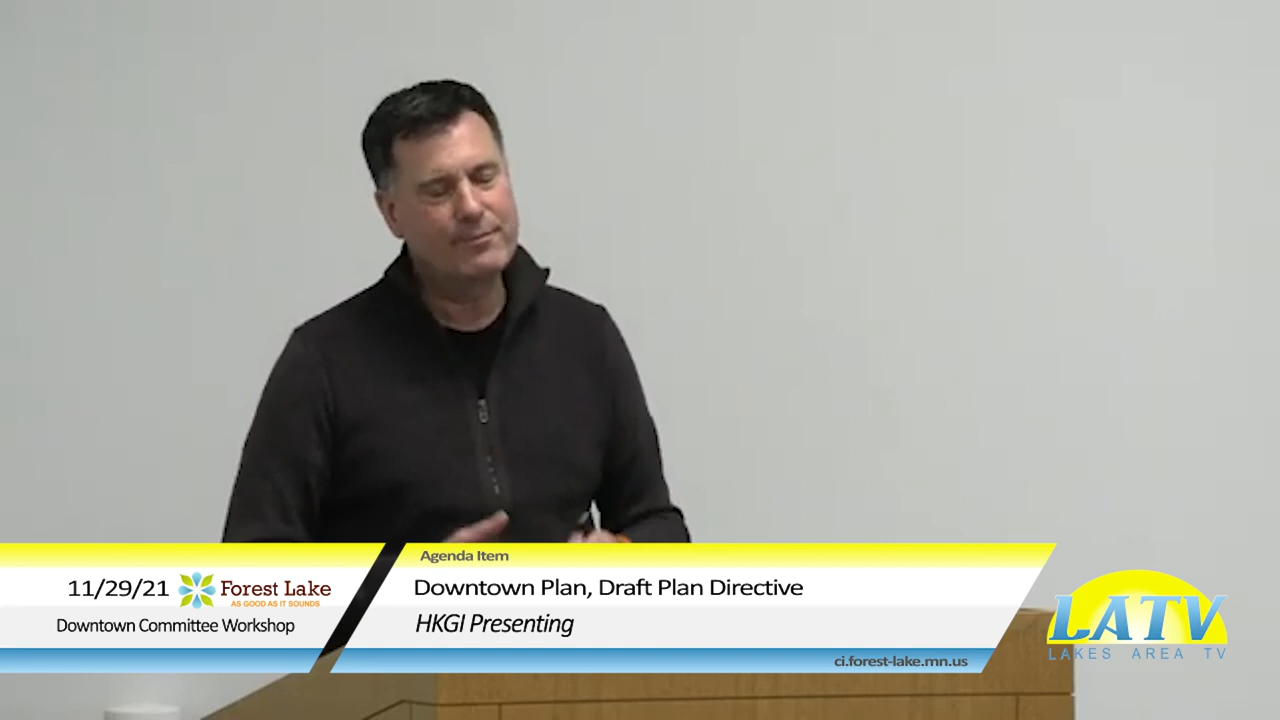 Agenda Item
11/29/21 Forest Lake
AS GOOD AS IT SOUNDS
Downtown Committee Workshop
Downtown Plan, Draft Plan Directive
HKGI Presenting
ci.forest-lake.mn.us
LATV
LAKES AREA TV